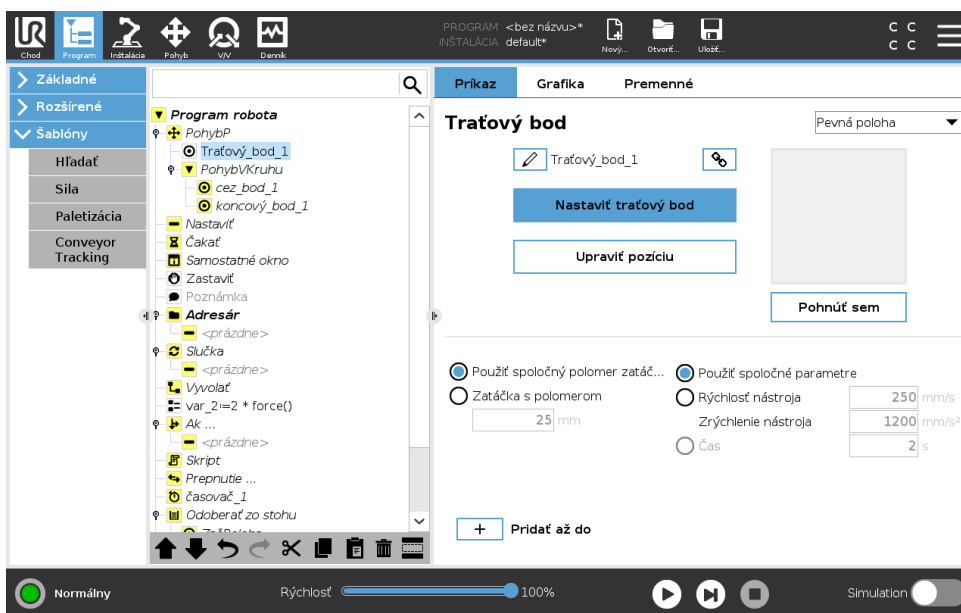 UR
Chod
Program
Inštalácia
Pohyb
V/V
Denník
PROGRAM <bez názvu>*
INŠTALÁCIA default*
Nový...
Otvoriť...
Uložiť...
C C
C C
Základné
Rozšírené
Šablóny
Hľadať
Sila
Paletizácia
Conveyor
Tracking
Program robota
PohybP
Traťový_bod_1
PohybVKruhu
cez_bod_1
koncový_bod_1
Nastaviť
Čakať
Samostatné okno
Zastaviť
Poznámka
Adresár
<prázdne>
Slučka
<prázdne>
Vyvolať
var_2≔2 * force()
Ak ...
<prázdne>
Skript
Prepnutie ...
časovač_1
Odoberať zo stohu
Príkaz
Grafika
Premenné
Traťový bod
Pevná poloha
Traťový_bod_1
Nastaviť traťový bod
Upraviť pozíciu
Pohnúť sem
Použiť spoločný polomer zatáč...
Zatáčka s polomerom
25 mm
Použiť spoločné parametre
Rýchlosť nástroja 250 mm/s
Zrýchlenie nástroja 1200 mm/s²
Čas 2 s
+ Pridať až do
Normálny
Rýchlosť 100%
Simulation